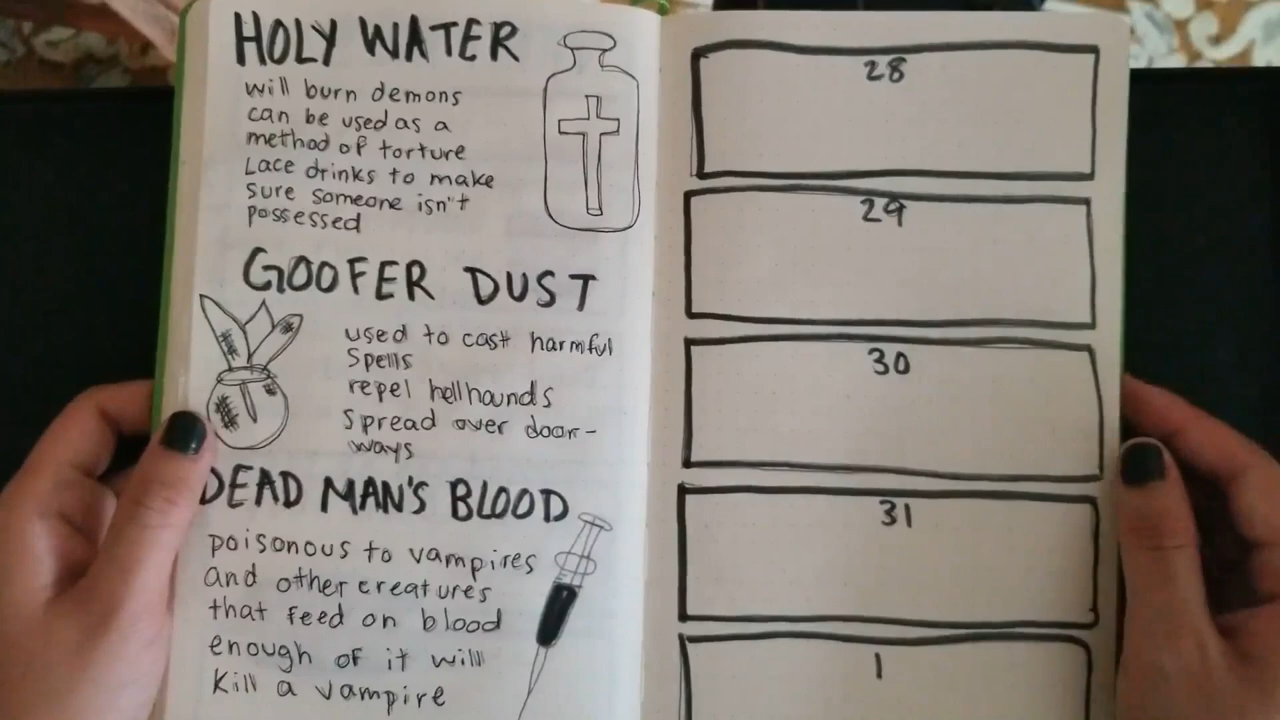 HOLY WATER
will burn demons
can be used as a
method of torture
Lace drinks to make
sure someone isn't
possessed
GOOFER DUST
used to cast harmful
Spells
repel hellhounds
Spread over door-
ways
DEAD MAN'S BLOOD
poisonous to vampires
and other creatures
that feed on blood
enough of it will
Kill a vampire
28
29
30
31
1